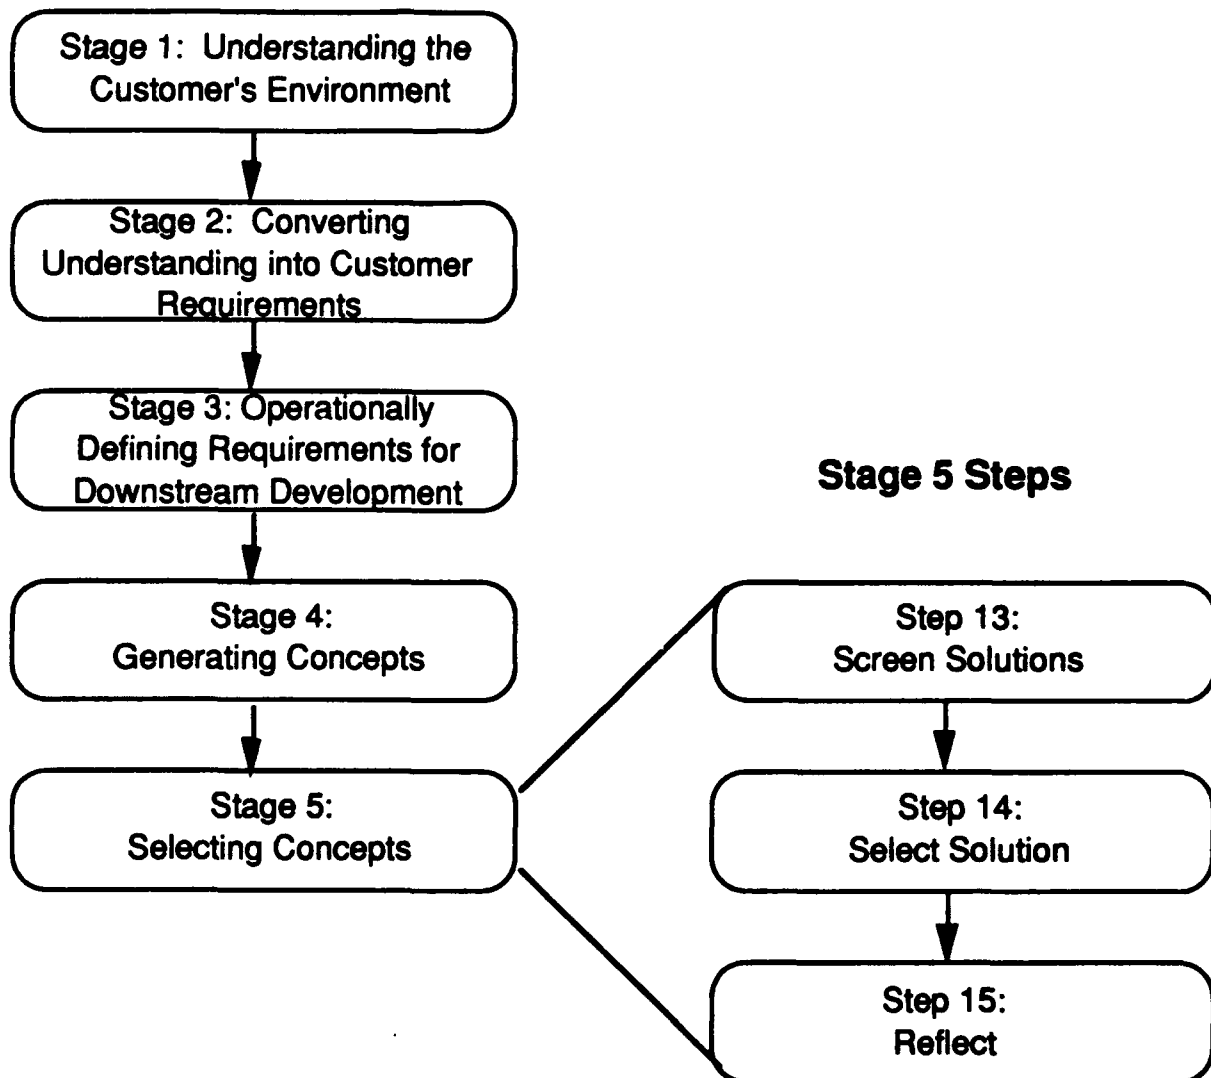 Stage 1: Understanding the
Customer's Environment
Stage 2: Converting
Understanding into Customer
Requirements
Stage 3: Operationally
Defining Requirements for
Downstream Development
Stage 4:
Generating Concepts
Stage 5:
Selecting Concepts
Stage 5 Steps
Step 13:
Screen Solutions
Step 14:
Select Solution
Step 15:
Reflect